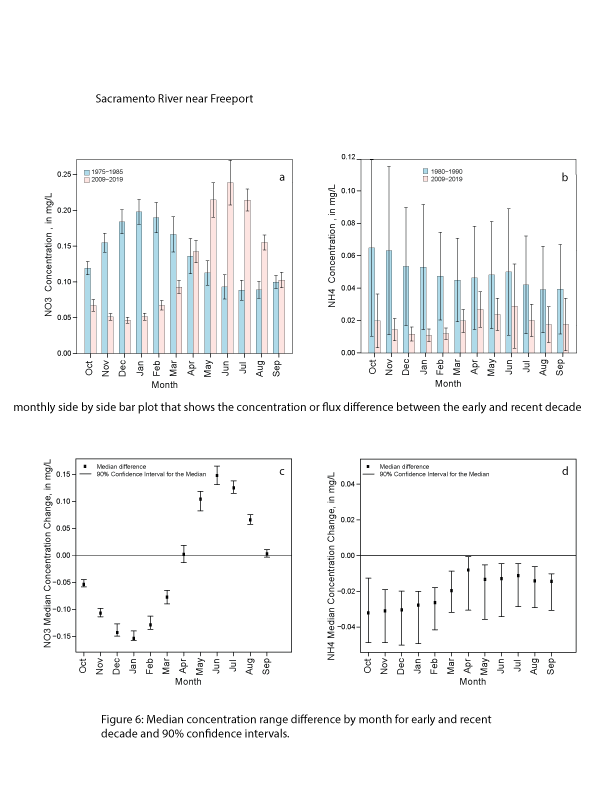 Sacramento River near Freeport
a
1975−1985
2009−2019
NO3 Concentration , in mg/L
0.25
0.20
0.15
0.10
0.05
0.00
Oct Nov Dec Jan Feb Mar Apr May Jun Jul Aug Sep
Month
b
1980−1990
2009−2019
NH4 Concentration , in mg/L
0.12
0.10
0.08
0.06
0.04
0.02
0.00
Oct Nov Dec Jan Feb Mar Apr May Jun Jul Aug Sep
Month
monthly side by side bar plot that shows the concentration or flux difference between the early and recent decade
c
Median difference
90% Confidence Interval for the Median
NO3 Median Concentration Change, in mg/L
0.15
0.10
0.05
0.00
−0.05
−0.10
−0.15
Oct Nov Dec Jan Feb Mar Apr May Jun Jul Aug Sep
Month
d
Median difference
90% Confidence Interval for the Median
NH4 Median Concentration Change, in mg/L
0.04
0.02
0.00
−0.02
−0.04
Oct Nov Dec Jan Feb Mar Apr May Jun Jul Aug Sep
Month
Figure 6: Median concentration range difference by month for early and recent
decade and 90% confidence intervals.